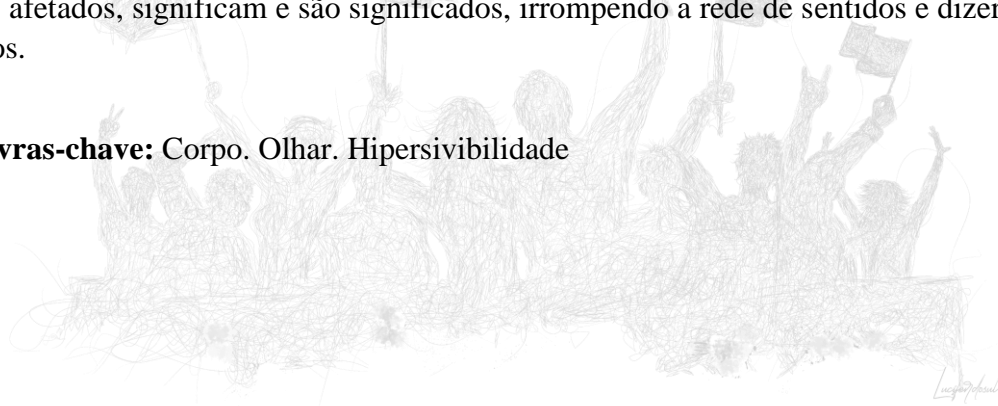 afetados, significam e são significados, irrompendo a rede de sentidos e dizer
os.
vras-chave: Corpo. Olhar. Hipersivibilidade